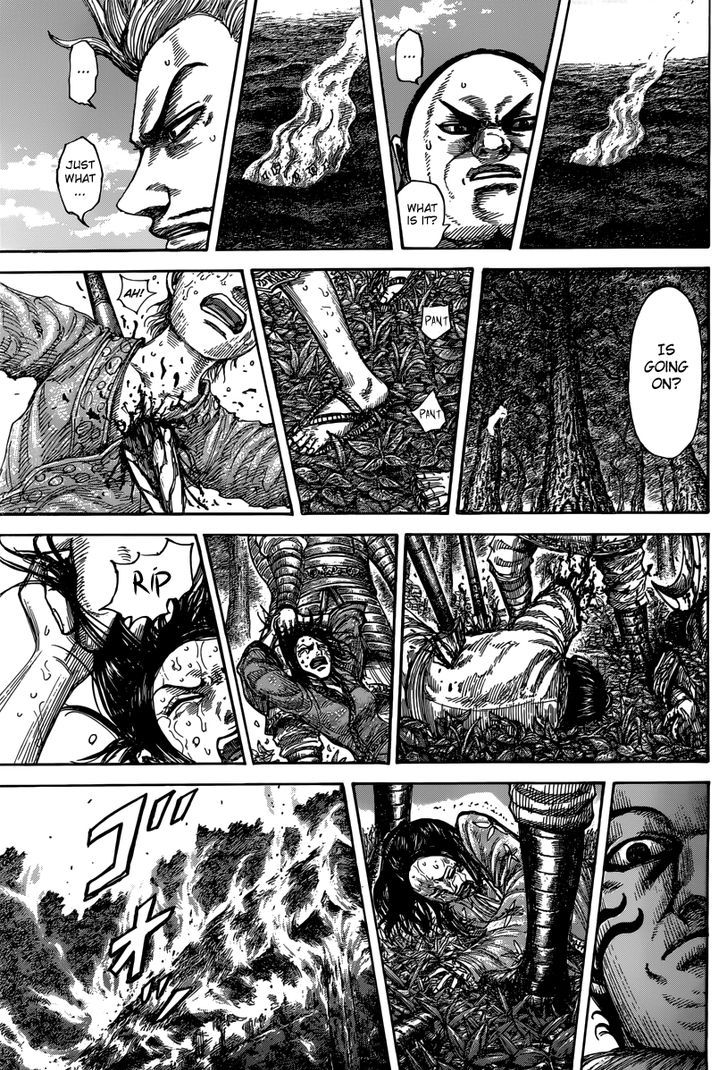 ...
WHAT
IS IT?
...
JUST
WHAT
...
IS
GOING
ON?
PANT
PANT
AH!
RIP
ゴオッ